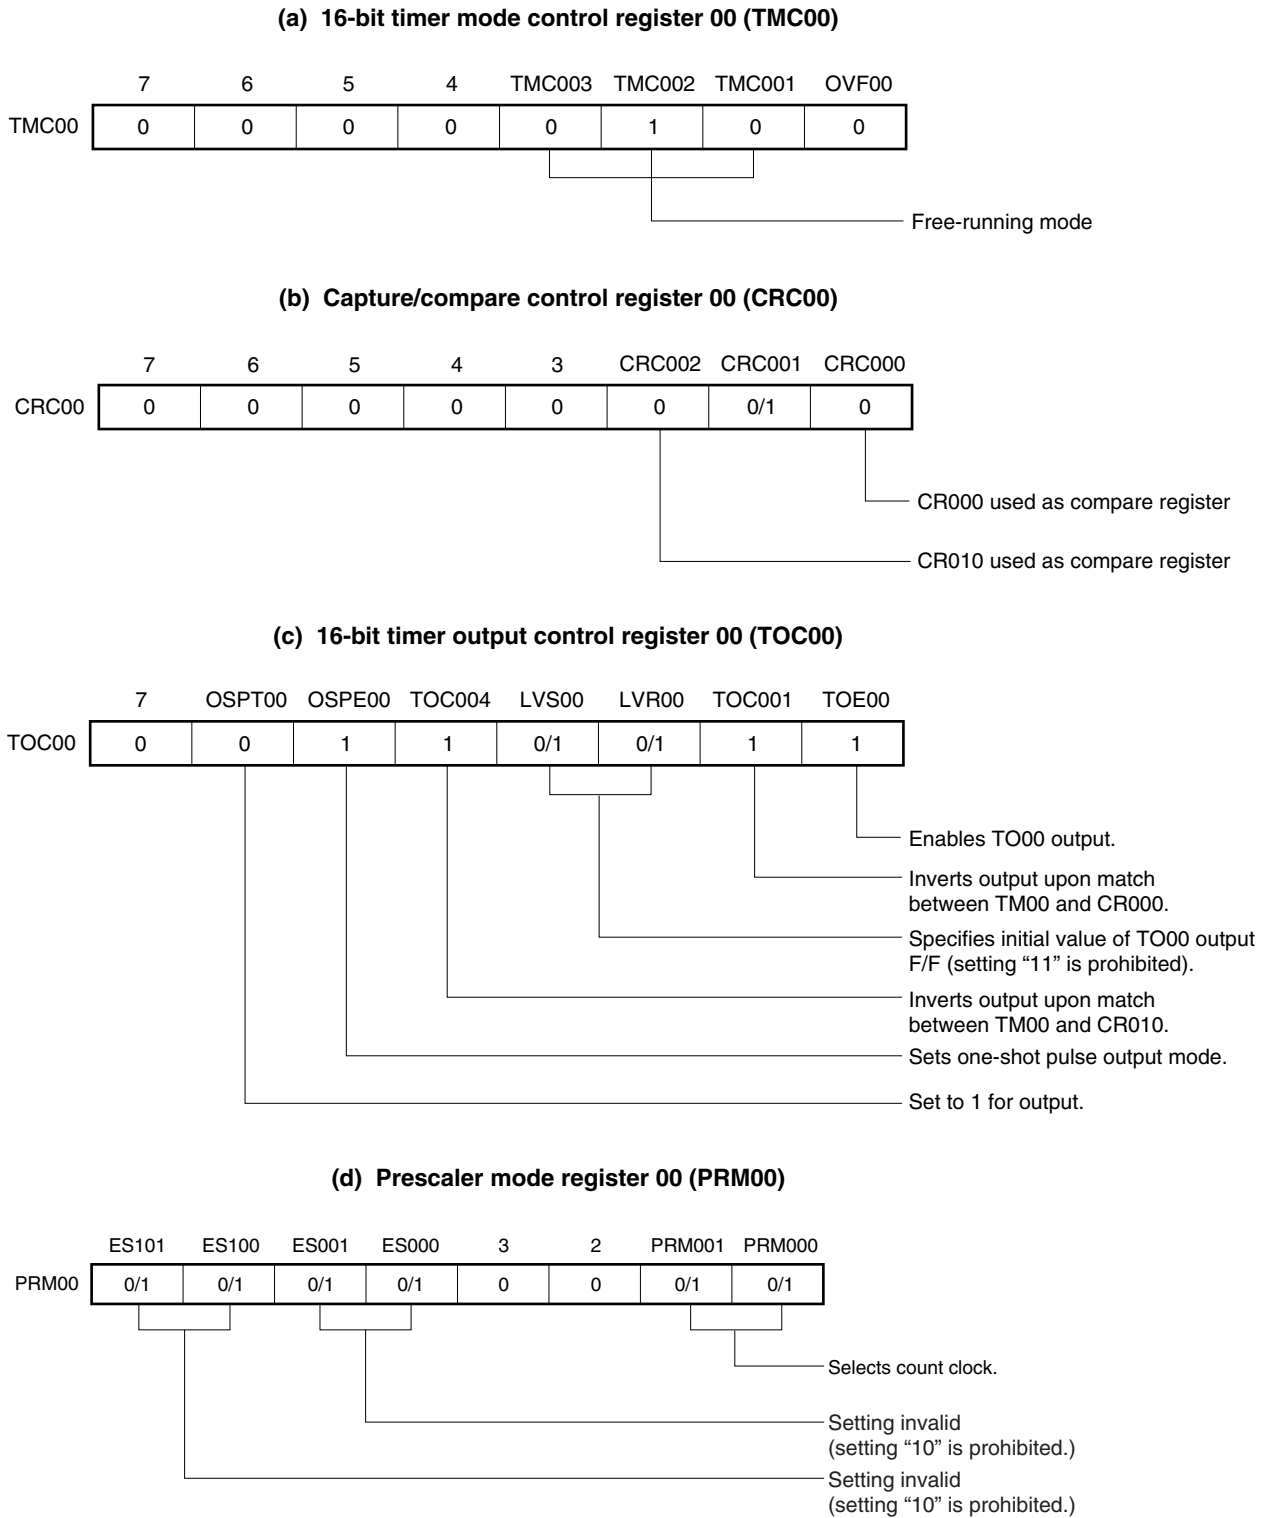 (a) 16-bit timer mode control register 00 (TMC00)
7 6 5 4 TMC003 TMC002 TMC001 OVF00
TMC00 0 0 0 0 0 1 0 0
Free-running mode
(b) Capture/compare control register 00 (CRC00)
7 6 5 4 3 CRC002 CRC001 CRC000
CRC00 0 0 0 0 0 0 0/1 0
CR000 used as compare register
CR010 used as compare register
(c) 16-bit timer output control register 00 (TOC00)
7 OSPT00 OSPE00 TOC004 LVS00 LVR00 TOC001 TOE00
TOC00 0 0 1 1 0/1 0/1 1 1
Enables TO00 output.
Inverts output upon match
between TM00 and CR000.
Specifies initial value of TO00 output
F/F (setting “11” is prohibited).
Inverts output upon match
between TM00 and CR010.
Sets one-shot pulse output mode.
Set to 1 for output.
(d) Prescaler mode register 00 (PRM00)
ES101 ES100 ES001 ES000 3 2 PRM001 PRM000
PRM00 0/1 0/1 0/1 0/1 0 0 0/1 0/1
Selects count clock.
Setting invalid
(setting “10” is prohibited.)
Setting invalid
(setting “10” is prohibited.)